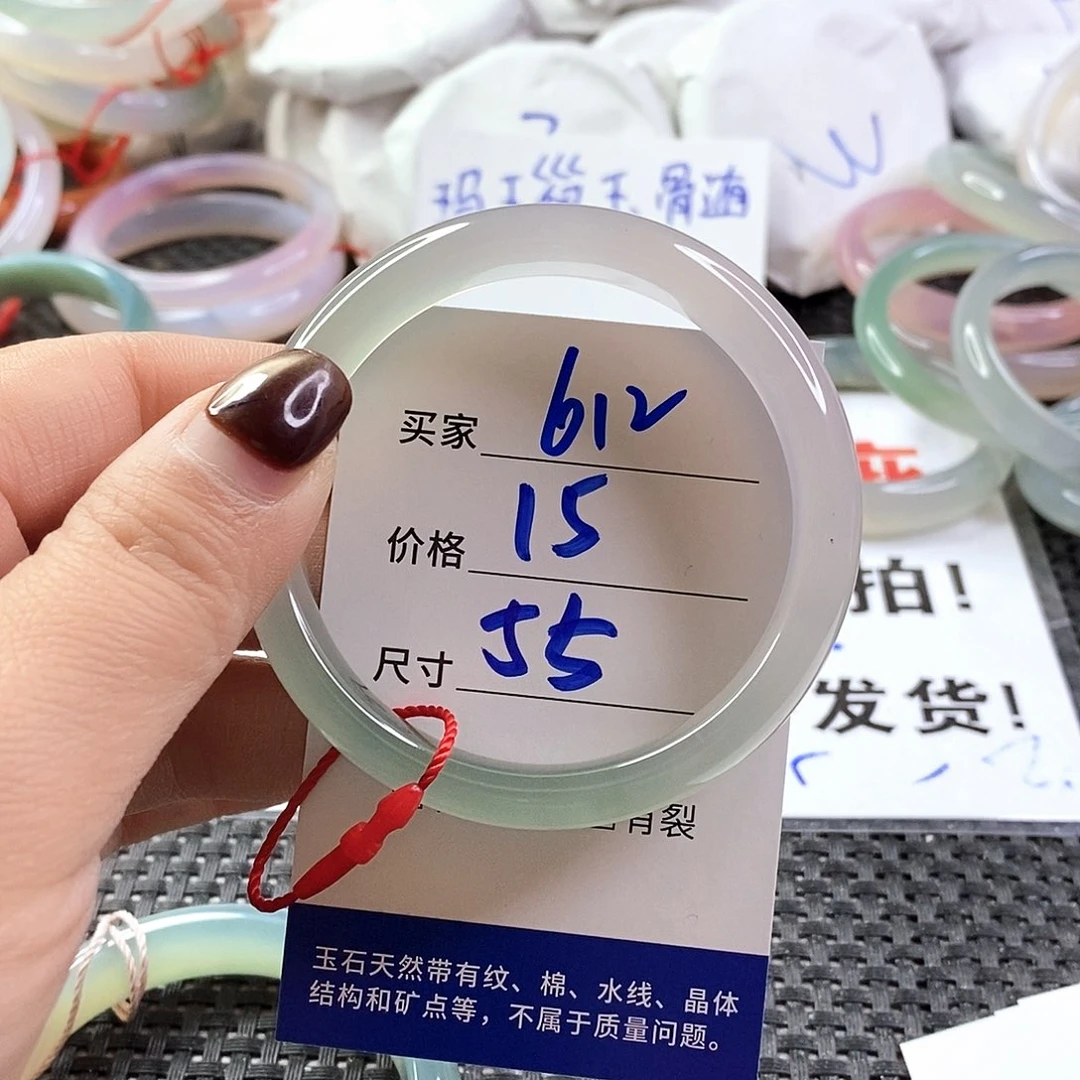 玛瑙玉骨海
买家 612
价格 15
尺寸 55
有裂
玉石天然带有纹、棉、水线、晶体
结构和矿点等，不属于质量问题。
拍！
发货！